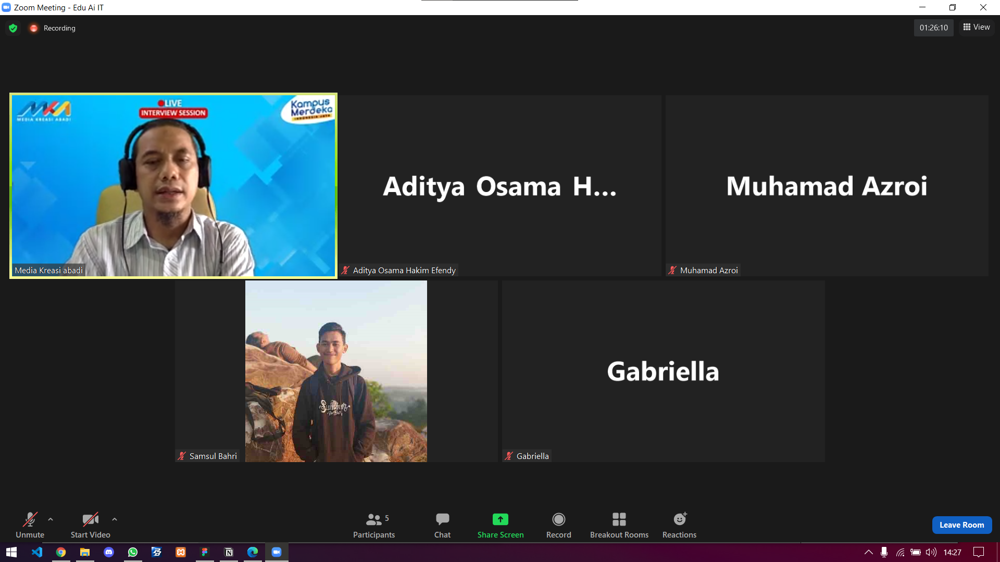 Zoom Meeting - Edu Ai IT
Recording
01:26:10
View
MKA
MEDIA KREASI ABADI
LIVE
INTERVIEW SESSION
Kampus
Merdeka
INDONESIA JAYA
Media Kreasi abadi
Aditya Osama H...
Aditya Osama Hakim Efendy
Muhamad Azroi
Muhamad Azroi
Summer
Samsul Bahri
Gabriella
Gabriella
Unmute
Start Video
5
Participants
Chat
Share Screen
Record
Breakout Rooms
Reactions
Leave Room
14:27